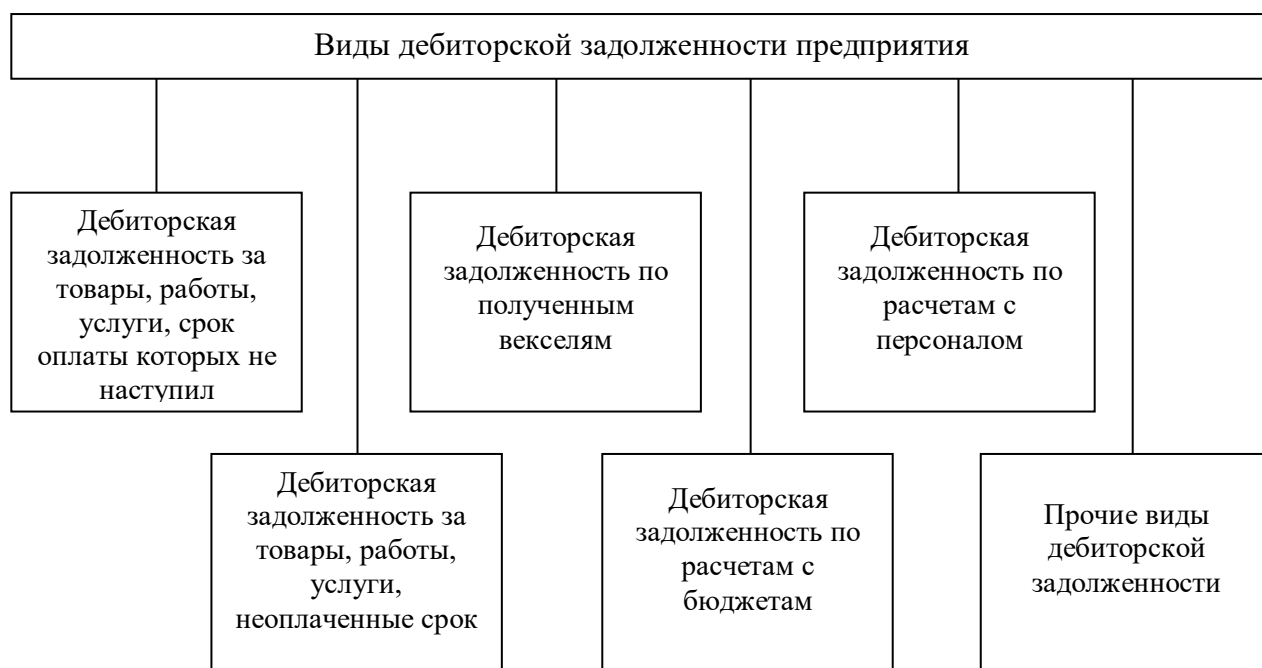 Виды дебиторской задолженности предприятия
Дебиторская
задолженность за
товары, работы,
услуги, срок
оплаты которых не
наступил
Дебиторская
задолженность по
полученным
векселям
Дебиторская
задолженность по
расчетам с
персоналом
Дебиторская
задолженность за
товары, работы,
услуги,
неоплаченные срок
Дебиторская
задолженность по
расчетам с
бюджетам
Прочие виды
дебиторской
задолженности